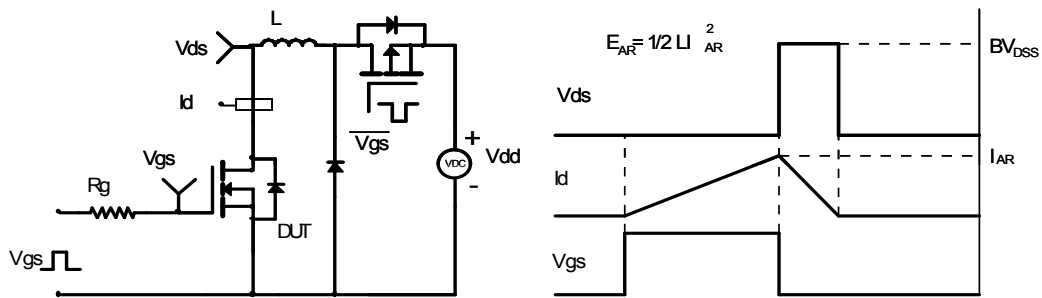 L
Vds
Id
Vgs
Vgs
+
VDC
Vdd
-
Rg
DUT
Vgs
E_AR= 1/2 LI²_AR
BV_DSS
Vds
I_AR
Id
Vgs